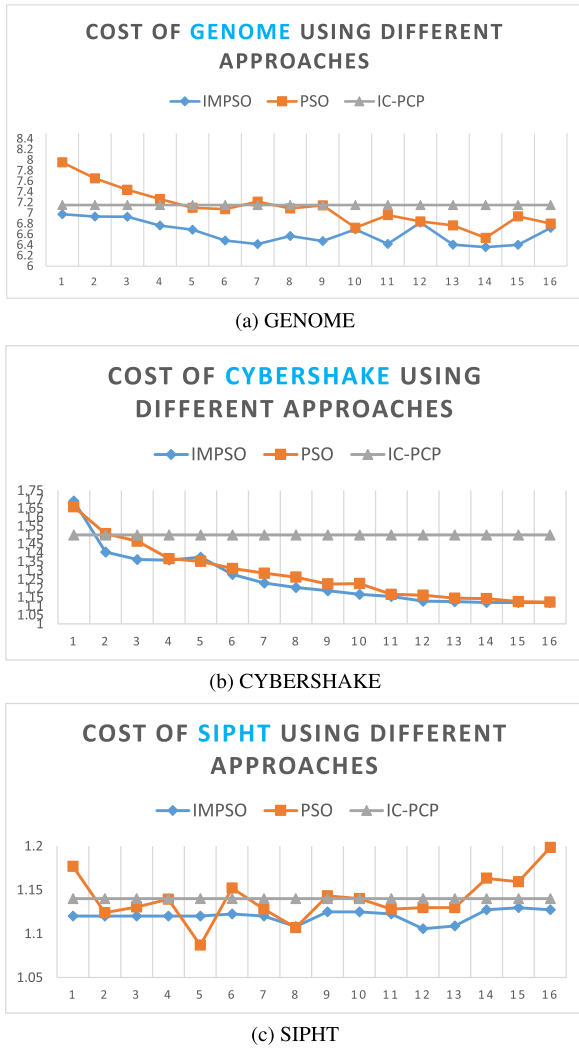 COST OF GENOME USING DIFFERENT
APPROACHES
IMPSO PSO IC-PCP
8.4
8
7.8
7.6
7.4
7.2
7
6.8
6.6
6.4
6.2
6
1 2 3 4 5 6 7 8 9 10 11 12 13 14 15 16
(a) GENOME
COST OF CYBERSHAKE USING
DIFFERENT APPROACHES
IMPSO PSO IC-PCP
1.75
1.7
1.65
1.6
1.55
1.5
1.45
1.4
1.35
1.3
1.25
1.2
1.15
1.1
1.05
1
1 2 3 4 5 6 7 8 9 10 11 12 13 14 15 16
(b) CYBERSHAKE
COST OF SIPHT USING DIFFERENT
APPROACHES
IMPSO PSO IC-PCP
1.2
1.15
1.1
1.05
1 2 3 4 5 6 7 8 9 10 11 12 13 14 15 16
(c) SIPHT